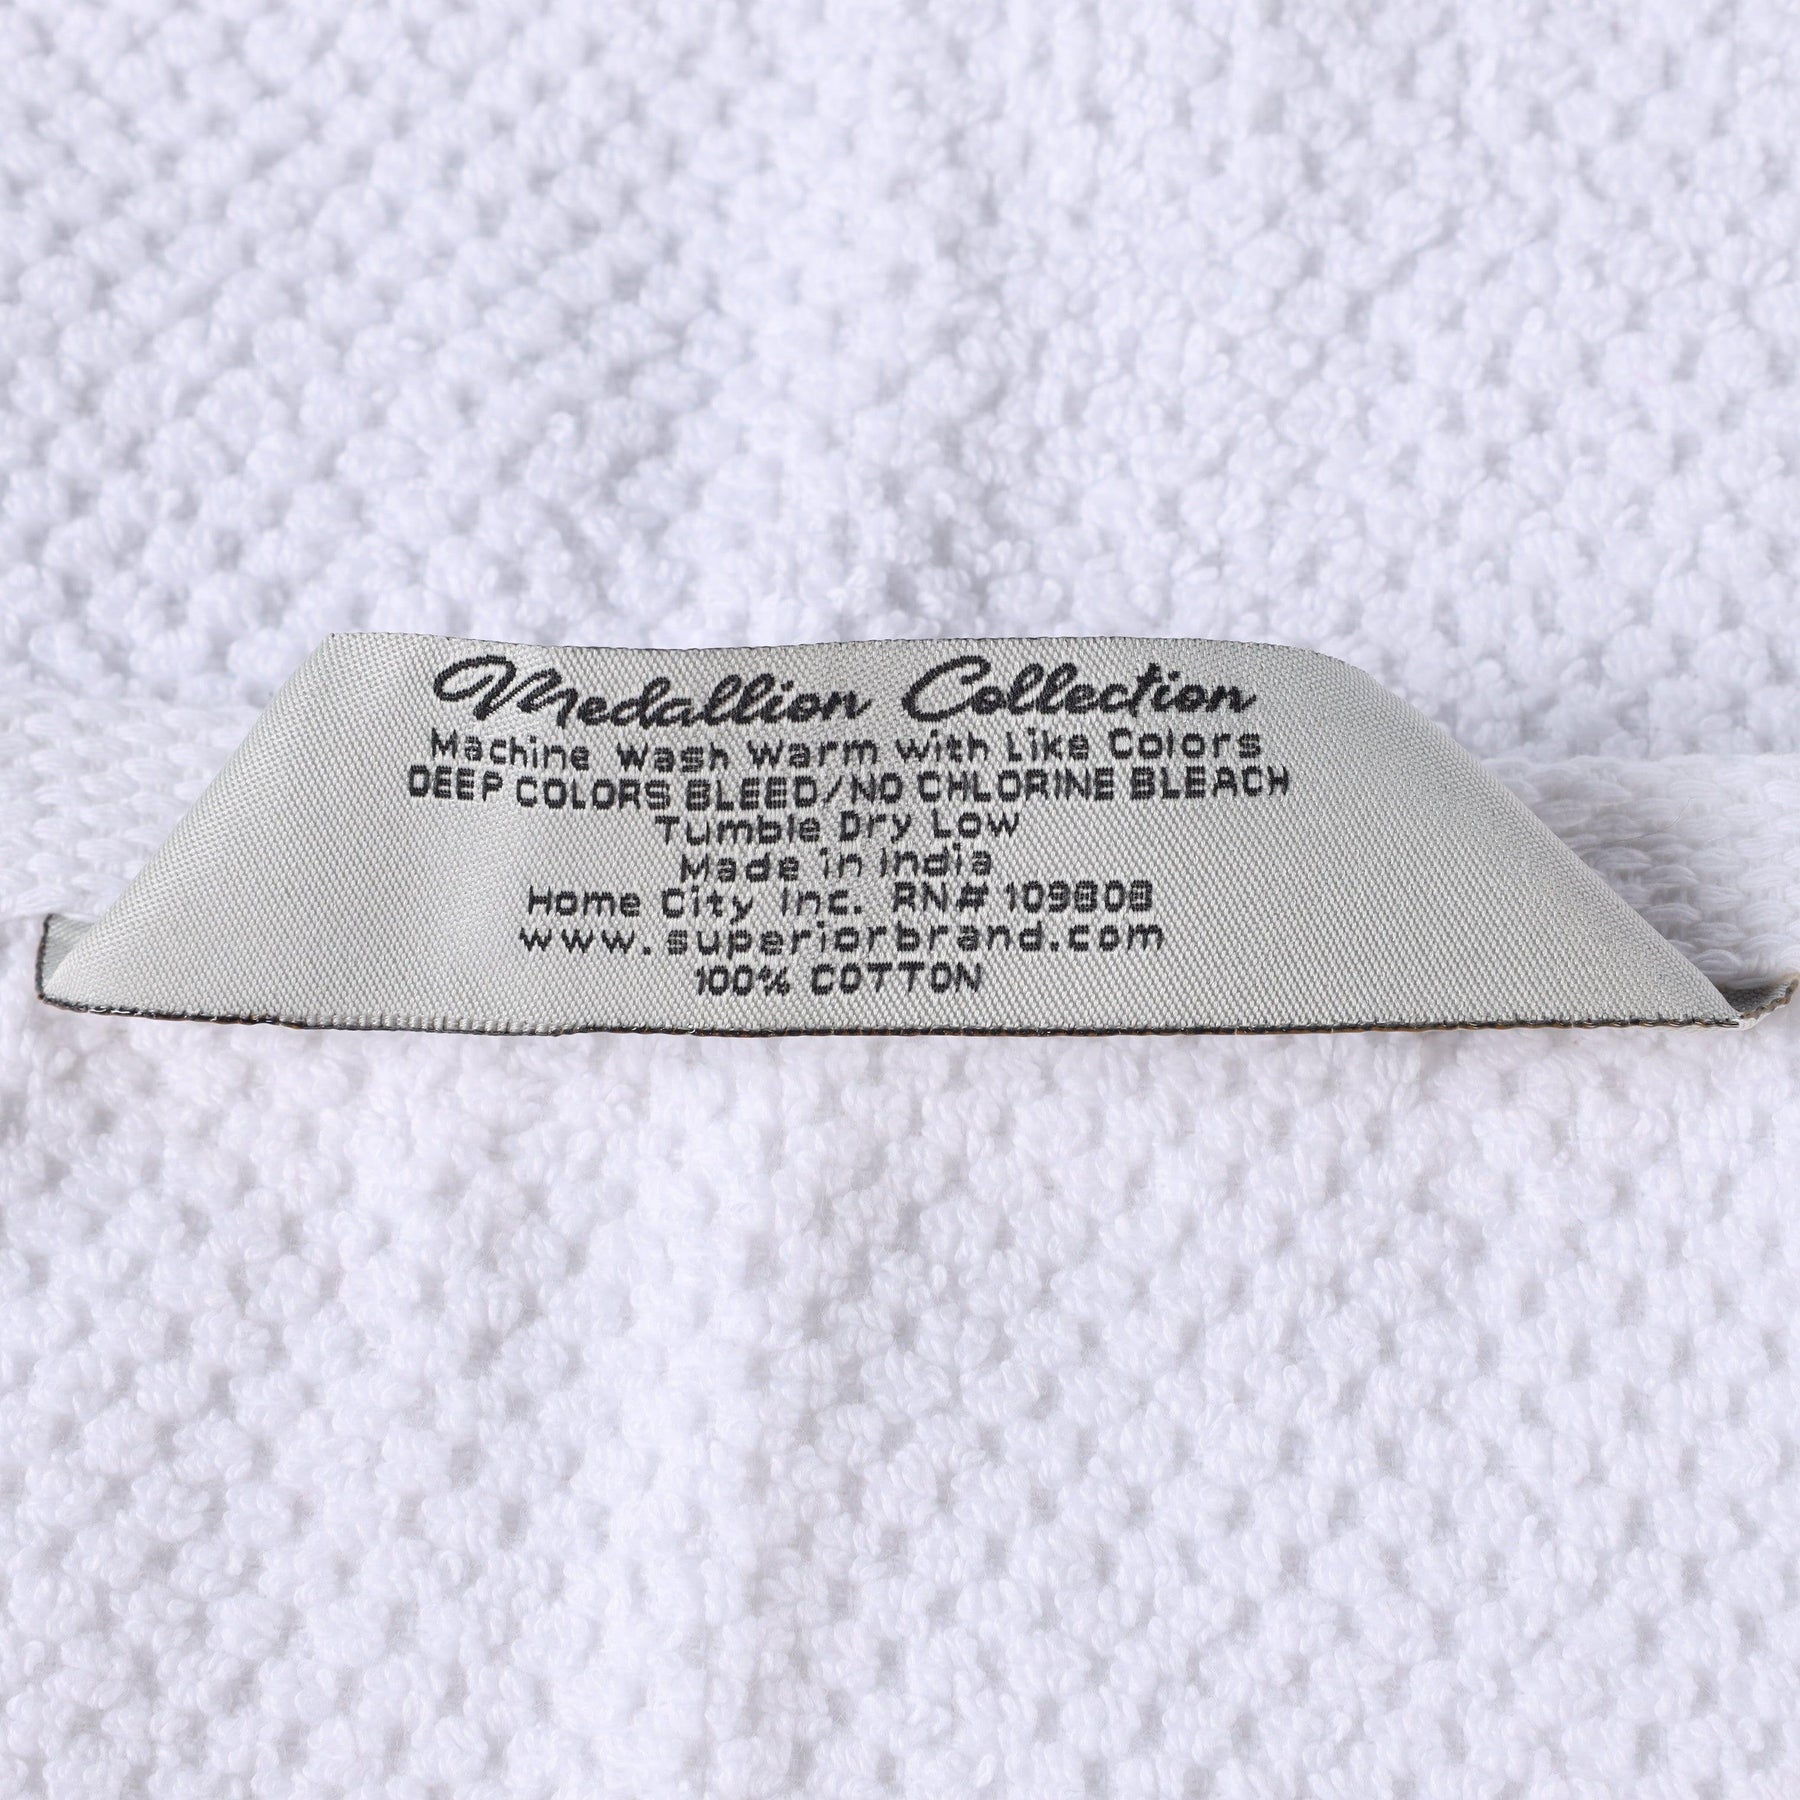 Medallion Collection
Machine Wash Warm with Like Colors
DEEP COLORS BLEED/NO CHLORINE BLEACH
Tumble Dry Low
Made in India
Home City Inc. RN# 109808
www.superiorbrand.com
100% COTTON